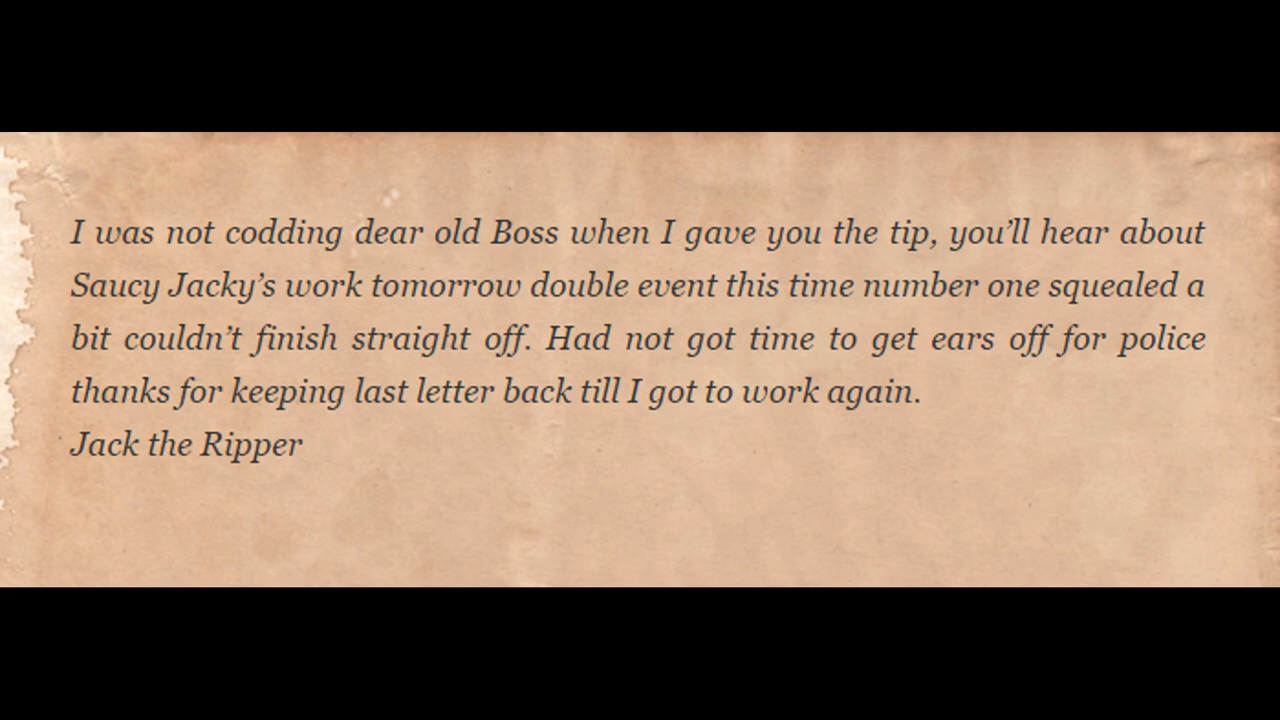 I was not codding dear old Boss when I gave you the tip, you’ll hear about
Saucy Jacky’s work tomorrow double event this time number one squealed a
bit couldn’t finish straight off. Had not got time to get ears off for police
thanks for keeping last letter back till I got to work again.
Jack the Ripper